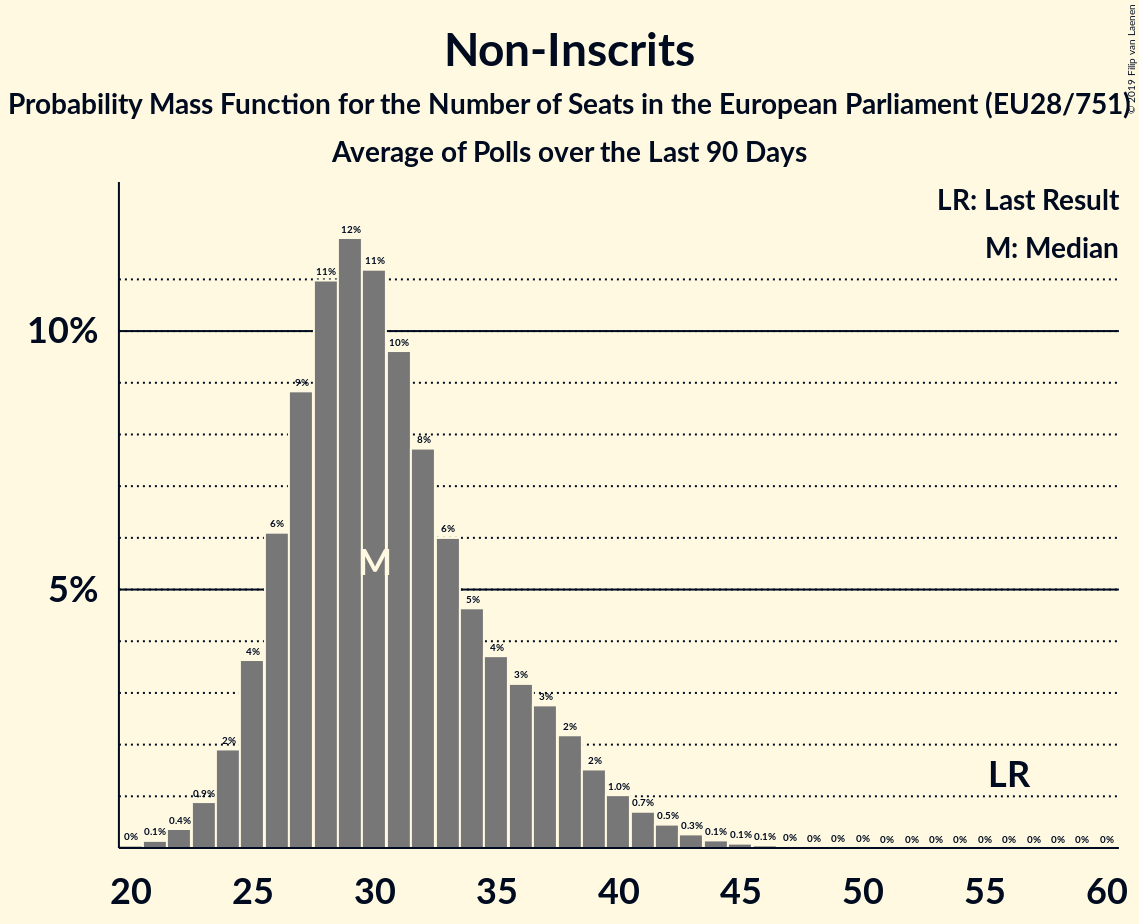 Non-Inscrits
Probability Mass Function for the Number of Seats in the European Parliament (EU28/751)
Average of Polls over the Last 90 Days
© 2019 Filip van Laenen
LR: Last Result
M: Median
10%
5%
0% 0.1% 0.4% 0.9% 2% 4% 6% 9% 11% 12% 11% 10% 8% 6% 5% 4% 3% 3% 2% 2% 1.0% 0.7% 0.5% 0.3% 0.1% 0.1% 0.1% 0% 0% 0% 0% 0% 0% 0% 0% 0% 0% 0% 0% 0% 0%
M
LR
20 25 30 35 40 45 50 55 60